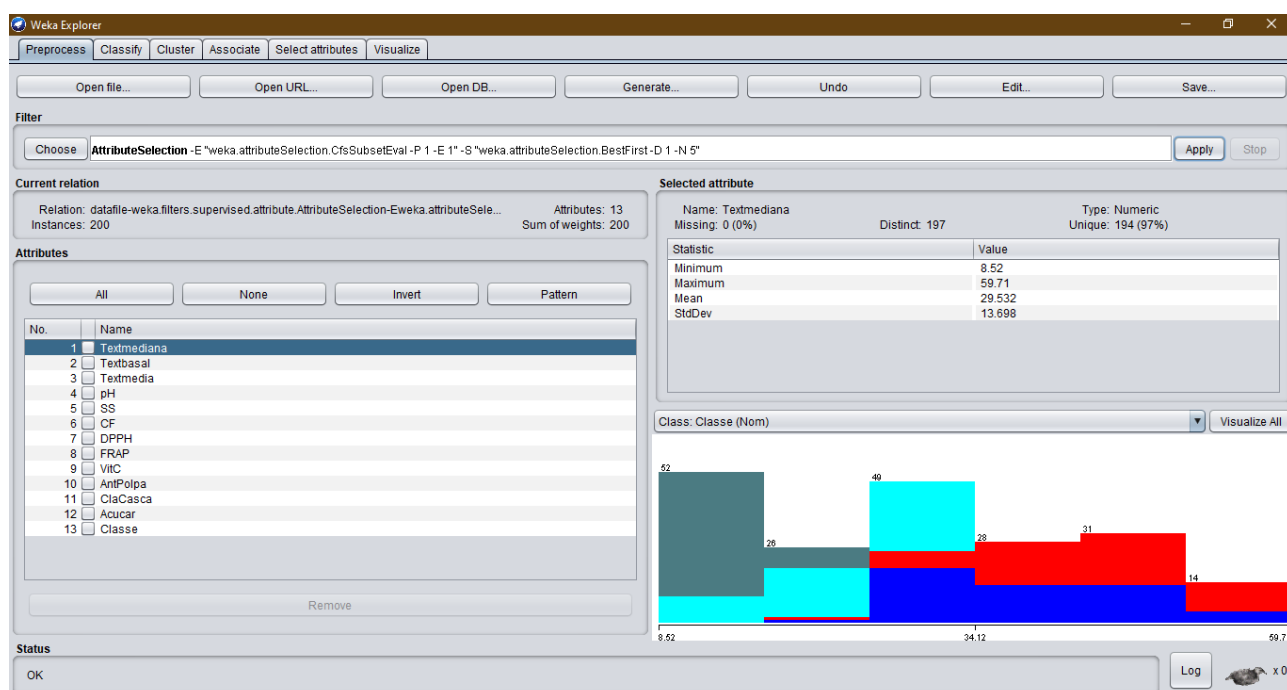 Weka Explorer
Preprocess Classify Cluster Associate Select attributes Visualize
Open file... Open URL... Open DB... Generate... Undo Edit... Save...
Filter
Choose AttributeSelection -E "weka.attributeSelection.CfsSubsetEval -P 1 -E 1" -S "weka.attributeSelection.BestFirst -D 1 -N 5" Apply Stop
Current relation
Relation: datafile-weka.filters.supervised.attribute.AttributeSelection-Eweka.attributeSele... Attributes: 13
Instances: 200 Sum of weights: 200
Attributes
All None Invert Pattern
No. Name
1 Textmediana
2 Textbasal
3 Textmedia
4 pH
5 SS
6 CF
7 DPPH
8 FRAP
9 VitC
10 AntPolpa
11 ClaCasca
12 Acucar
13 Classe
Remove
Selected attribute
Name: Textmediana Type: Numeric
Missing: 0 (0%) Distinct: 197 Unique: 194 (97%)
Statistic Value
Minimum 8.52
Maximum 59.71
Mean 29.532
StdDev 13.698
Class: Classe (Nom) Visualize All
52
26
49
28
31
14
8.52 34.12 59.7
Status
OK Log x 0